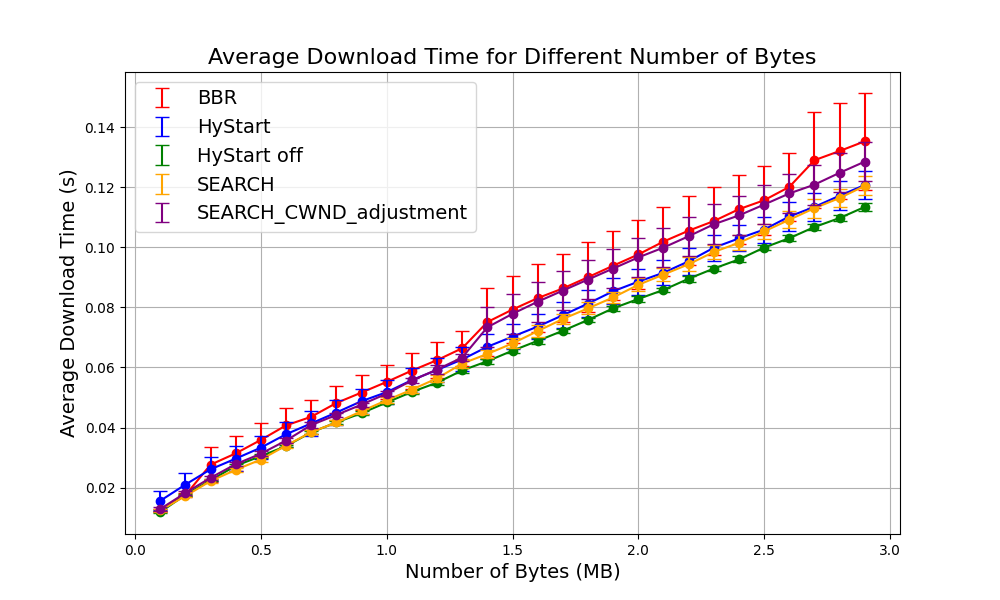 Average Download Time for Different Number of Bytes
BBR
HyStart
HyStart off
SEARCH
SEARCH_CWND_adjustment
Average Download Time (s)
0.14
0.12
0.10
0.08
0.06
0.04
0.02
0.0 0.5 1.0 1.5 2.0 2.5 3.0
Number of Bytes (MB)